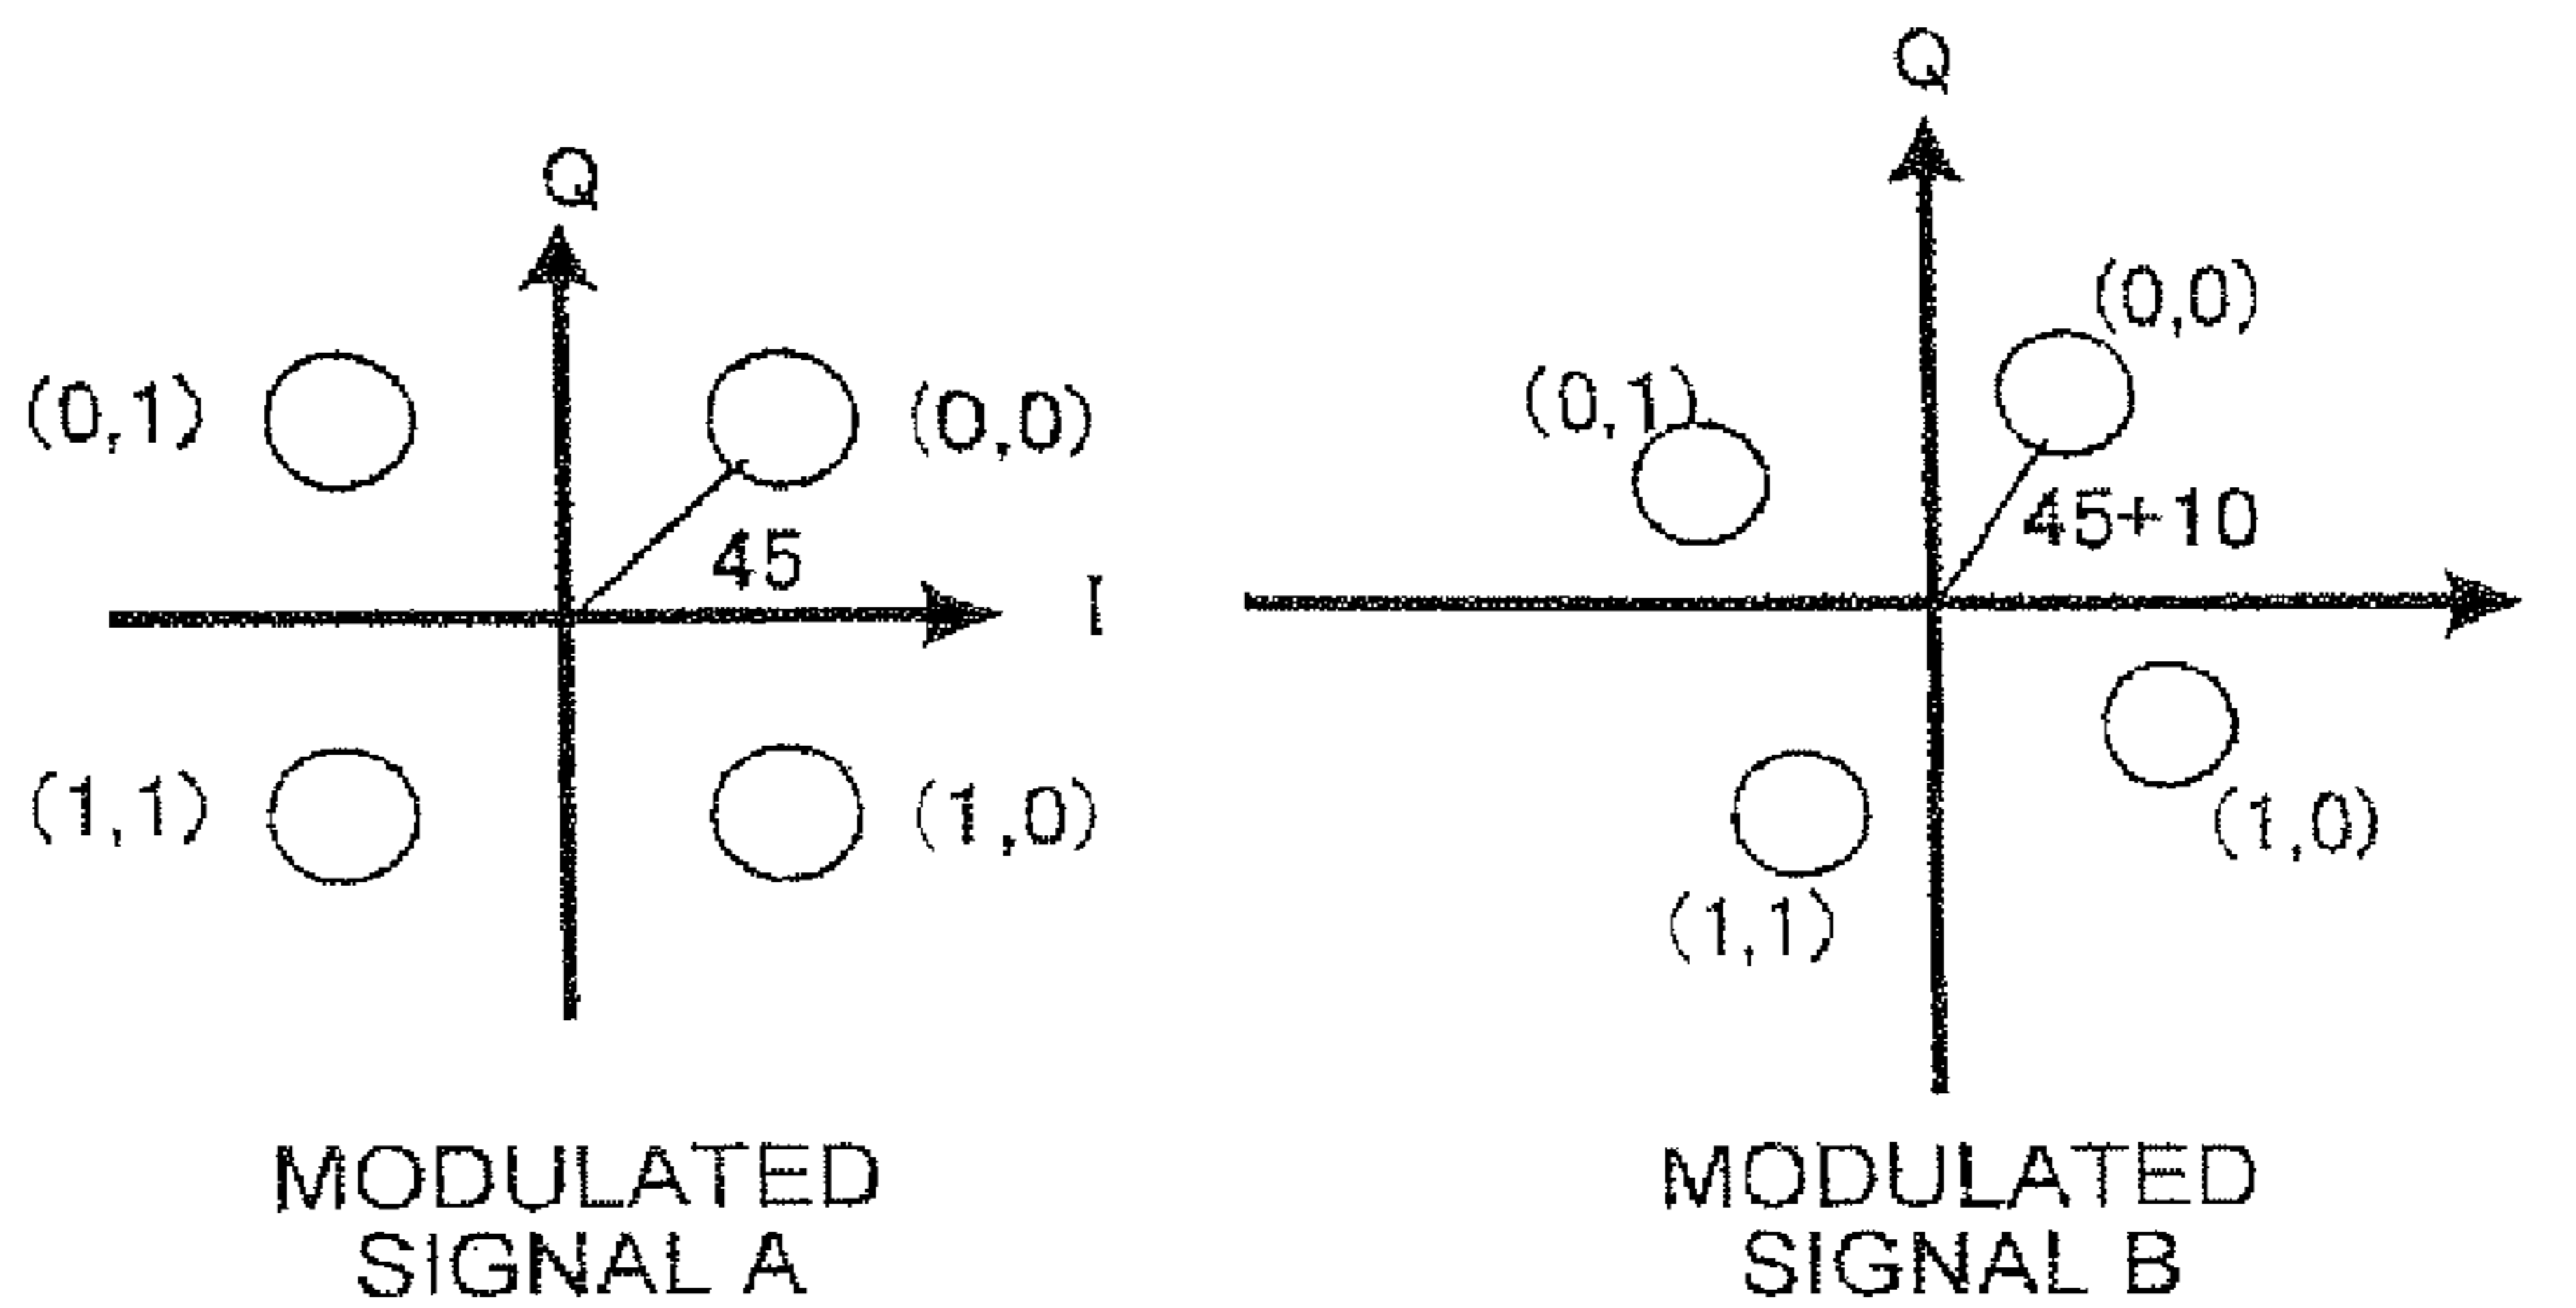 Q
(0,1)
(0,0)
45
I
(1,1)
(1,0)
MODULATED
SIGNAL A
Q
(0,0)
(0,1)
45+10
(1,0)
(1,1)
MODULATED
SIGNAL B